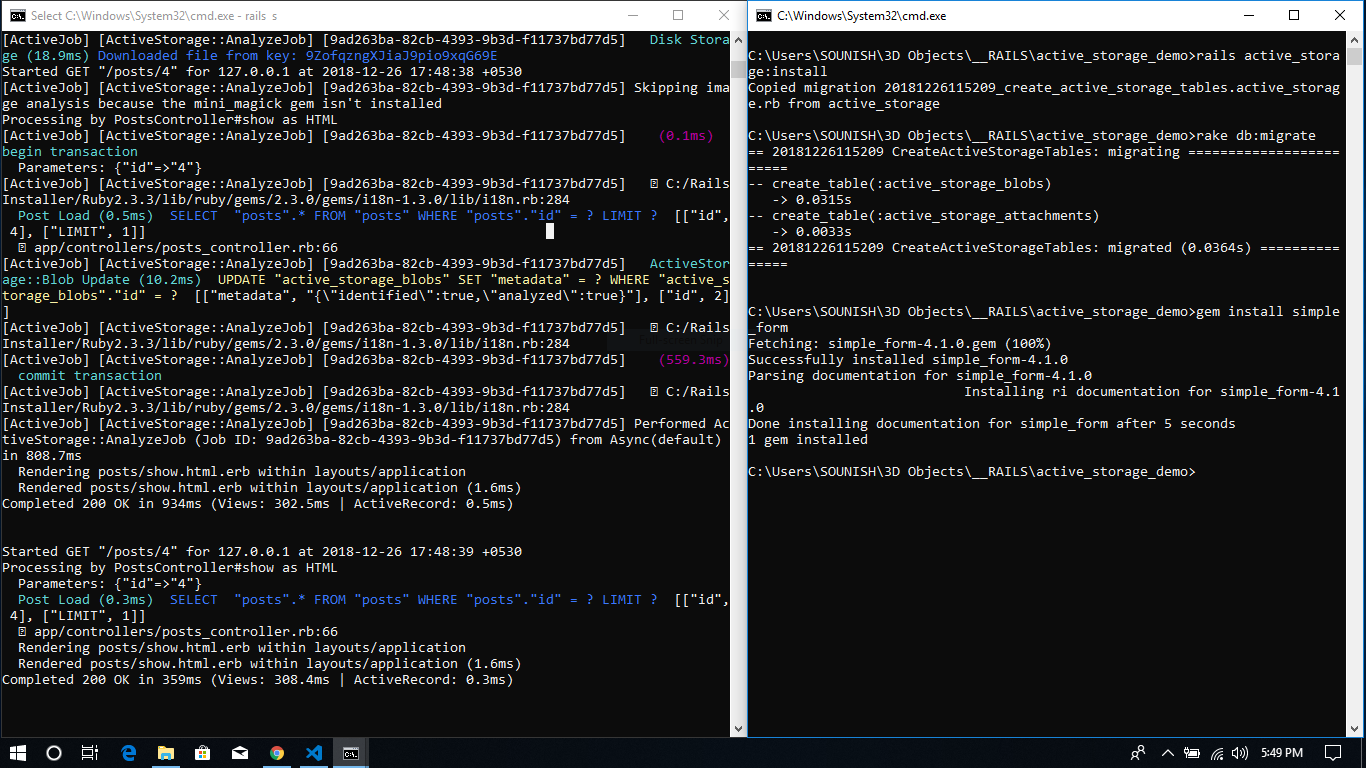 Select C:\Windows\System32\cmd.exe - rails  s
[ActiveJob] [ActiveStorage::AnalyzeJob] [9ad263ba-82cb-4393-9b3d-f11737bd77d5]   Disk Stora
ge (18.9ms) Downloaded file from key: 9ZofqzngXJiaJ9pio9xqG69E
Started GET "/posts/4" for 127.0.0.1 at 2018-12-26 17:48:38 +0530
[ActiveJob] [ActiveStorage::AnalyzeJob] [9ad263ba-82cb-4393-9b3d-f11737bd77d5] Skipping ima
ge analysis because the mini_magick gem isn't installed
Processing by PostsController#show as HTML
[ActiveJob] [ActiveStorage::AnalyzeJob] [9ad263ba-82cb-4393-9b3d-f11737bd77d5]    (0.1ms)
begin transaction
  Parameters: {"id"=>"4"}
[ActiveJob] [ActiveStorage::AnalyzeJob] [9ad263ba-82cb-4393-9b3d-f11737bd77d5]   C:/Rails
Installer/Ruby2.3.3/lib/ruby/gems/2.3.0/gems/i18n-1.3.0/lib/i18n.rb:284
  Post Load (0.5ms)  SELECT  "posts".* FROM "posts" WHERE "posts"."id" = ? LIMIT ?  [["id",
 4], ["LIMIT", 1]]
  app/controllers/posts_controller.rb:66
[ActiveJob] [ActiveStorage::AnalyzeJob] [9ad263ba-82cb-4393-9b3d-f11737bd77d5]   ActiveStor
age::Blob Update (10.2ms)  UPDATE "active_storage_blobs" SET "metadata" = ? WHERE "active_s
torage_blobs"."id" = ?  [["metadata", "{\"identified\":true,\"analyzed\":true}"], ["id", 2]
]
[ActiveJob] [ActiveStorage::AnalyzeJob] [9ad263ba-82cb-4393-9b3d-f11737bd77d5]   C:/Rails
Installer/Ruby2.3.3/lib/ruby/gems/2.3.0/gems/i18n-1.3.0/lib/i18n.rb:284
[ActiveJob] [ActiveStorage::AnalyzeJob] [9ad263ba-82cb-4393-9b3d-f11737bd77d5]    (559.3ms)
  commit transaction
[ActiveJob] [ActiveStorage::AnalyzeJob] [9ad263ba-82cb-4393-9b3d-f11737bd77d5]   C:/Rails
Installer/Ruby2.3.3/lib/ruby/gems/2.3.0/gems/i18n-1.3.0/lib/i18n.rb:284
[ActiveJob] [ActiveStorage::AnalyzeJob] [9ad263ba-82cb-4393-9b3d-f11737bd77d5] Performed Ac
tiveStorage::AnalyzeJob (Job ID: 9ad263ba-82cb-4393-9b3d-f11737bd77d5) from Async(default)
in 808.7ms
  Rendering posts/show.html.erb within layouts/application
  Rendered posts/show.html.erb within layouts/application (1.6ms)
Completed 200 OK in 934ms (Views: 302.5ms | ActiveRecord: 0.5ms)
Started GET "/posts/4" for 127.0.0.1 at 2018-12-26 17:48:39 +0530
Processing by PostsController#show as HTML
  Parameters: {"id"=>"4"}
  Post Load (0.3ms)  SELECT  "posts".* FROM "posts" WHERE "posts"."id" = ? LIMIT ?  [["id",
 4], ["LIMIT", 1]]
  app/controllers/posts_controller.rb:66
  Rendering posts/show.html.erb within layouts/application
  Rendered posts/show.html.erb within layouts/application (1.6ms)
Completed 200 OK in 359ms (Views: 308.4ms | ActiveRecord: 0.3ms)
C:\Windows\System32\cmd.exe
C:\Users\SOUNISH\3D Objects\__RAILS\active_storage_demo>rails active_stora
ge:install
Copied migration 20181226115209_create_active_storage_tables.active_storag
e.rb from active_storage
C:\Users\SOUNISH\3D Objects\__RAILS\active_storage_demo>rake db:migrate
== 20181226115209 CreateActiveStorageTables: migrating ===================
=====
-- create_table(:active_storage_blobs)
   -> 0.0315s
-- create_table(:active_storage_attachments)
   -> 0.0033s
== 20181226115209 CreateActiveStorageTables: migrated (0.0364s) ==========
=====
C:\Users\SOUNISH\3D Objects\__RAILS\active_storage_demo>gem install simple
_form
Fetching: simple_form-4.1.0.gem (100%)
Successfully installed simple_form-4.1.0
Parsing documentation for simple_form-4.1.0
                           Installing ri documentation for simple_form-4.1
.0
Done installing documentation for simple_form after 5 seconds
1 gem installed
C:\Users\SOUNISH\3D Objects\__RAILS\active_storage_demo>
5:49 PM